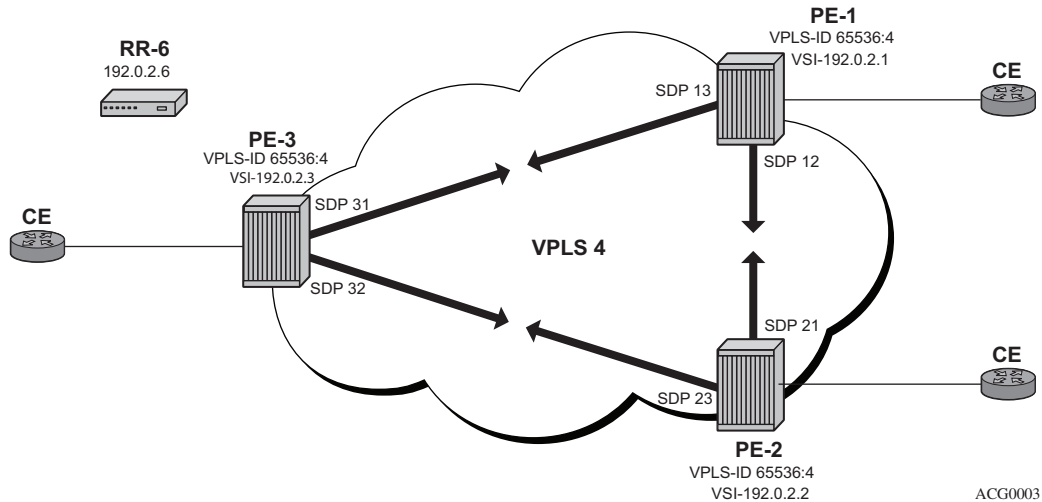 PE-1
VPLS-ID 65536:4
VSI-192.0.2.1
RR-6
192.0.2.6
CE
SDP 13
PE-3
VPLS-ID 65536:4
VSI-192.0.2.3
SDP 12
SDP 31
CE
VPLS 4
SDP 32
SDP 21
CE
SDP 23
PE-2
VPLS-ID 65536:4
VSI-192.0.2.2
ACG0003